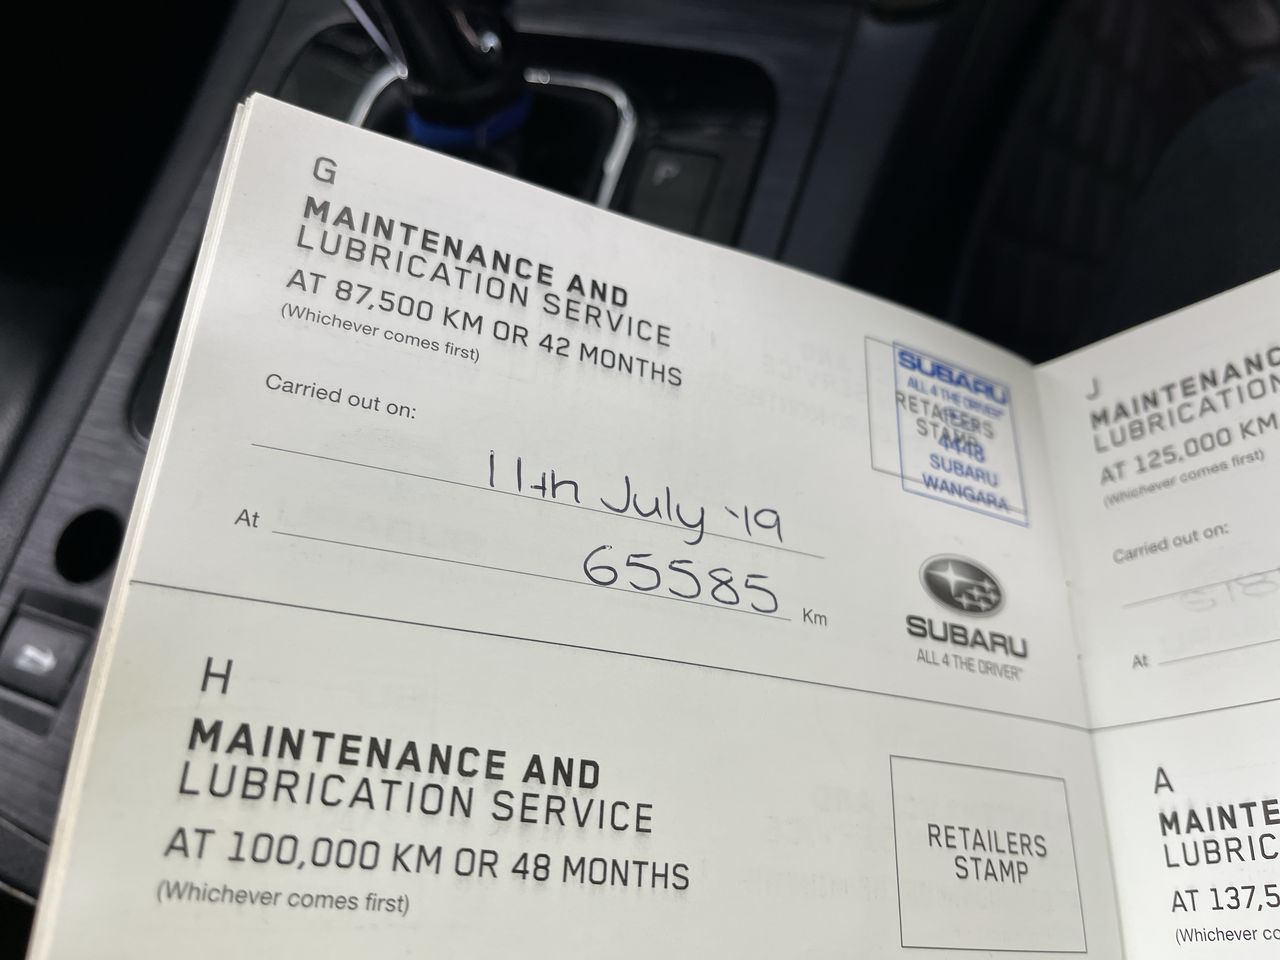 G
MAINTENANCE AND
LUBRICATION SERVICE
AT 87,500 KM OR 42 MONTHS
(Whichever comes first)
Carried out on:
11th July '19
At 65585 Km
SUBARU
ALL 4 THE DRIVER
RETAILERS
STAMP
4448
SUBARU
WANGARA
SUBARU
ALL 4 THE DRIVER
H
MAINTENANCE AND
LUBRICATION SERVICE
AT 100,000 KM OR 48 MONTHS
(Whichever comes first)
RETAILERS
STAMP
J
MAINTENANC
LUBRICATION
AT 125,000 KM
(Whichever comes first)
Carried out on:
At
A
MAINTE
LUBRIC
AT 137,5
(Whichever co
P